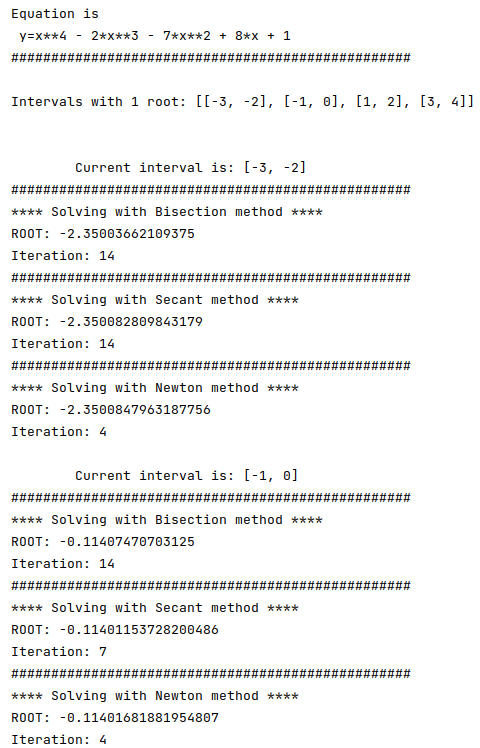 Equation is
y=x**4 - 2*x**3 - 7*x**2 + 8*x + 1
##################################################
Intervals with 1 root: [[-3, -2], [-1, 0], [1, 2], [3, 4]]
Current interval is: [-3, -2]
##################################################
**** Solving with Bisection method ****
ROOT: -2.35003662109375
Iteration: 14
##################################################
**** Solving with Secant method ****
ROOT: -2.350082809843179
Iteration: 14
##################################################
**** Solving with Newton method ****
ROOT: -2.3500847963187756
Iteration: 4
Current interval is: [-1, 0]
##################################################
**** Solving with Bisection method ****
ROOT: -0.11407470703125
Iteration: 14
##################################################
**** Solving with Secant method ****
ROOT: -0.11401153728200486
Iteration: 7
##################################################
**** Solving with Newton method ****
ROOT: -0.11401681881954807
Iteration: 4